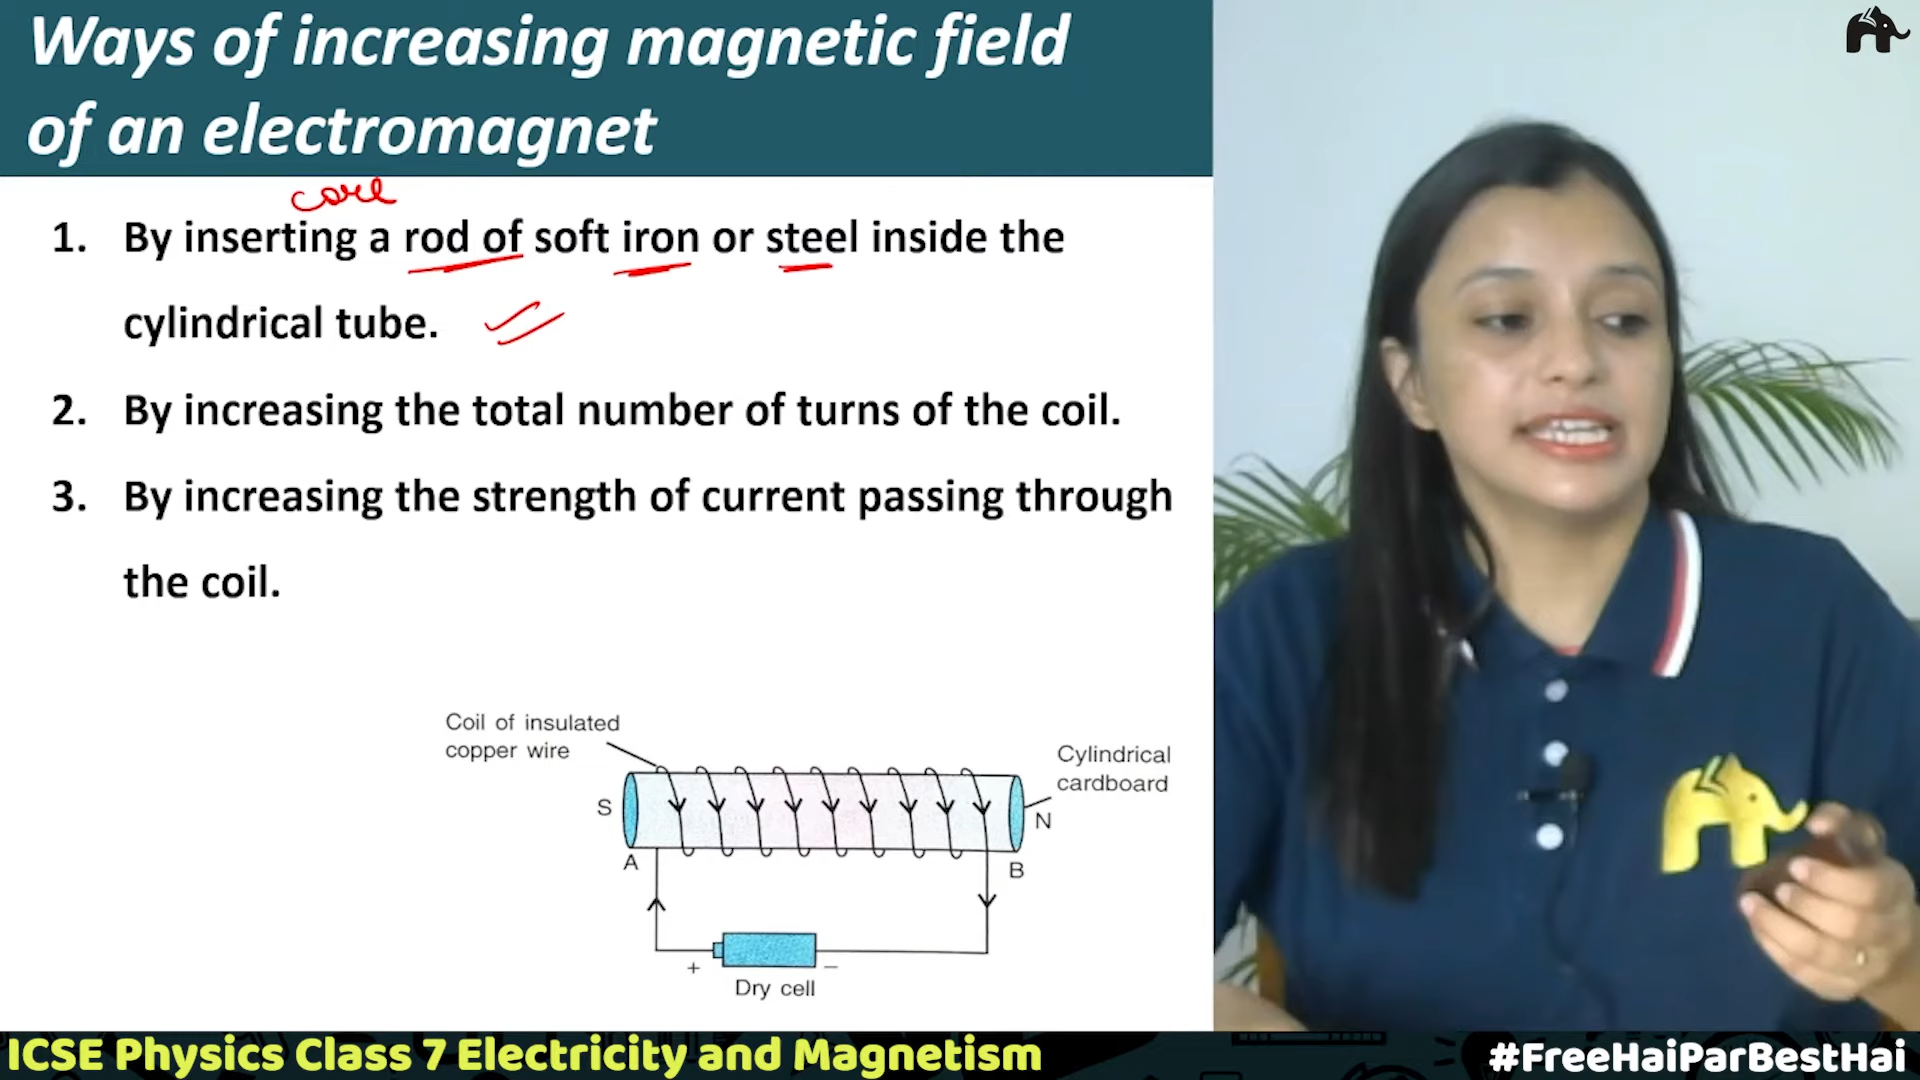 Ways of increasing magnetic field
of an electromagnet
core
1. By inserting a rod of soft iron or steel inside the
cylindrical tube.
2. By increasing the total number of turns of the coil.
3. By increasing the strength of current passing through
the coil.
Coil of insulated
copper wire
Cylindrical
cardboard
S
N
A
B
+
−
Dry cell
ICSE Physics Class 7 Electricity and Magnetism
#FreeHaiParBestHai